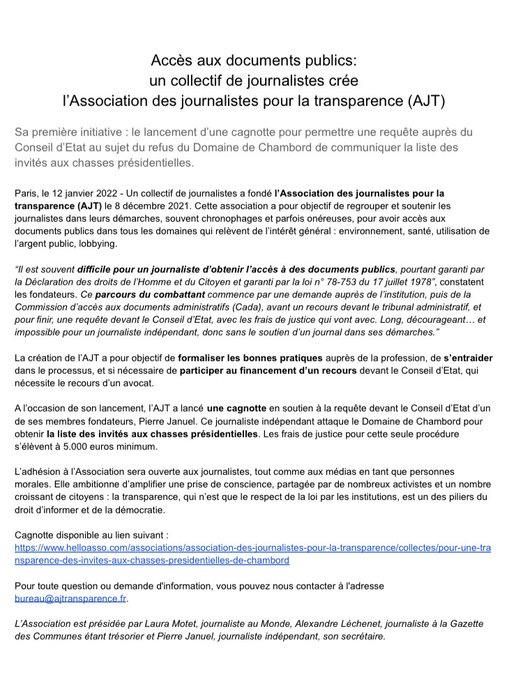 Accès aux documents publics:
un collectif de journalistes crée
l'Association des journalistes pour la transparence (AJT)
Sa première initiative : le lancement d'une cagnotte pour permettre une requête auprès du
Conseil d'Etat au sujet du refus du Domaine de Chambord de communiquer la liste des
invités aux chasses présidentielles.
Paris, le 12 janvier 2022 - Un collectif de journalistes a fondé l'Association des journalistes pour la
transparence (AJT) le 8 décembre 2021. Cette association a pour objectif de regrouper et soutenir les
journalistes dans leurs démarches, souvent chronophages et parfois onéreuses, pour avoir accès aux
documents publics dans tous les domaines qui relèvent de l'intérêt général : environnement, santé, utilisation de
l'argent public, lobbying.
“Il est souvent difficile pour un journaliste d'obtenir l'accès à des documents publics, pourtant garanti par
la Déclaration des droits de l'Homme et du Citoyen et garanti par la loi n° 78-753 du 17 juillet 1978”, constatent
les fondateurs. Ce parcours du combattant commence par une demande auprès de l'institution, puis de la
Commission d'accès aux documents administratifs (Cada), avant un recours devant le tribunal administratif, et
pour finir, une requête devant le Conseil d'Etat, avec les frais de justice qui vont avec. Long, décourageant… et
impossible pour un journaliste indépendant, donc sans le soutien d'un journal dans ses démarches.”
La création de l'AJT a pour objectif de formaliser les bonnes pratiques auprès de la profession, de s'entraider
dans le processus, et si nécessaire de participer au financement d'un recours devant le Conseil d'Etat, qui
nécessite le recours d'un avocat.
A l'occasion de son lancement, l'AJT a lancé une cagnotte en soutien à la requête devant le Conseil d'Etat d'un
de ses membres fondateurs, Pierre Januel. Ce journaliste indépendant attaque le Domaine de Chambord pour
obtenir la liste des invités aux chasses présidentielles. Les frais de justice pour cette seule procédure
s'élèvent à 5.000 euros minimum.
L'adhésion à l'Association sera ouverte aux journalistes, tout comme aux médias en tant que personnes
morales. Elle ambitionne d'amplifier une prise de conscience, partagée par de nombreux activistes et un nombre
croissant de citoyens : la transparence, qui n'est que le respect de la loi par les institutions, est un des piliers du
droit d'informer et de la démocratie.
Cagnotte disponible au lien suivant :
https://www.helloasso.com/associations/association-des-journalistes-pour-la-transparence/collectes/pour-une-tra
nsparence-des-invites-aux-chasses-presidentielles-de-chambord
Pour toute question ou demande d'information, vous pouvez nous contacter à l'adresse
bureau@ajtransparence.fr.
L'Association est présidée par Laura Motet, journaliste au Monde, Alexandre Léchenet, journaliste à la Gazette
des Communes étant trésorier et Pierre Januel, journaliste indépendant, son secrétaire.